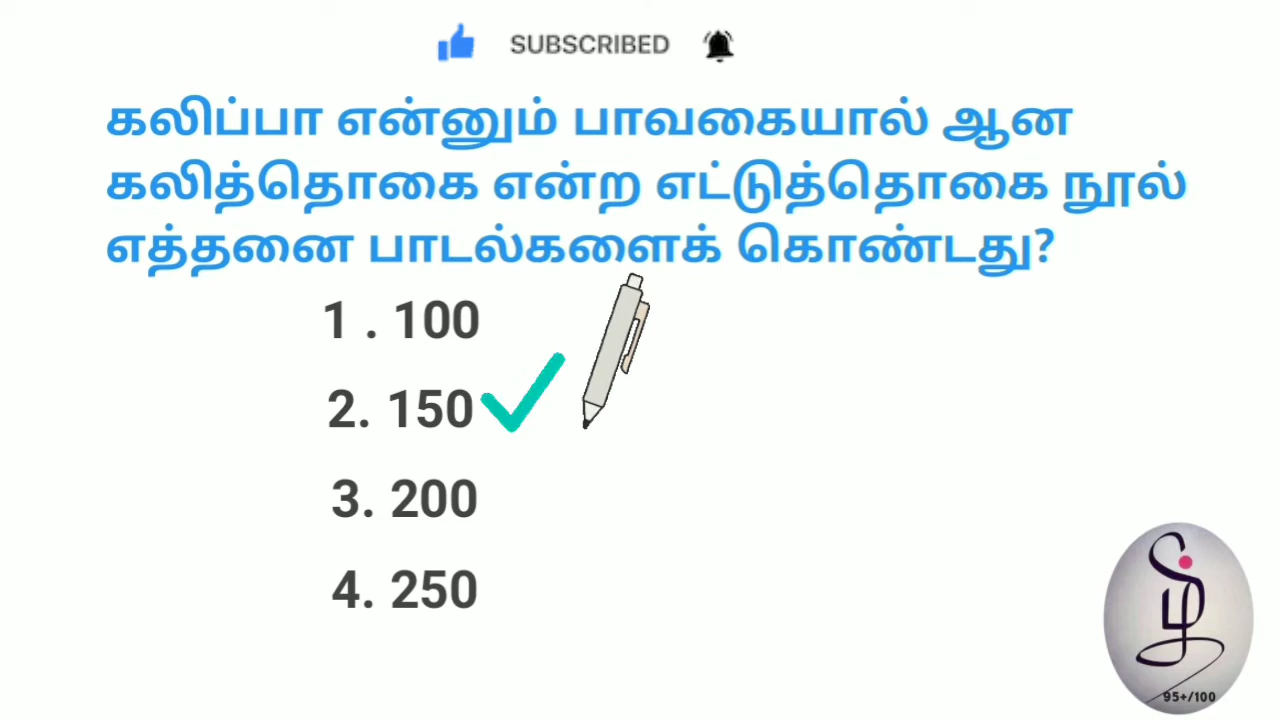 SUBSCRIBED
கலிப்பா என்னும் பாவகையால் ஆன
கலித்தொகை என்ற எட்டுத்தொகை நூல்
எத்தனை பாடல்களைக் கொண்டது?
1 . 100
2. 150
3. 200
4. 250
ழ்
95+/100